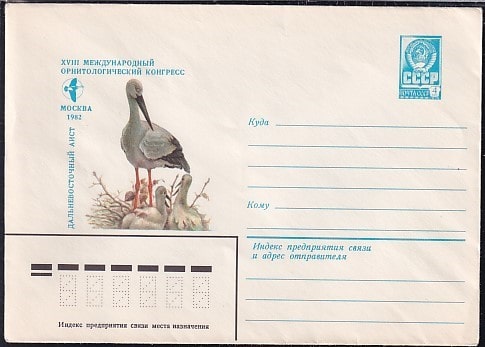 XVIII МЕЖДУНАРОДНЫЙ
ОРНИТОЛОГИЧЕСКИЙ КОНГРЕСС
МОСКВА
1982
ДАЛЬНЕВОСТОЧНЫЙ АИСТ
СССР
4
Куда
Кому
Индекс предприятия связи
и адрес отправителя
Индекс предприятия связи места назначения